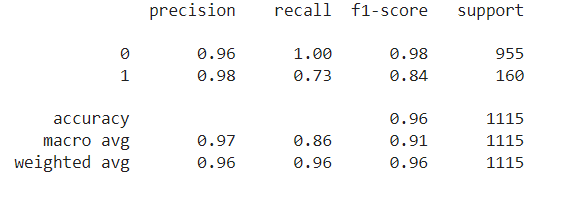 precision recall f1-score support
0 0.96 1.00 0.98 955
1 0.98 0.73 0.84 160
accuracy 0.96 1115
macro avg 0.97 0.86 0.91 1115
weighted avg 0.96 0.96 0.96 1115